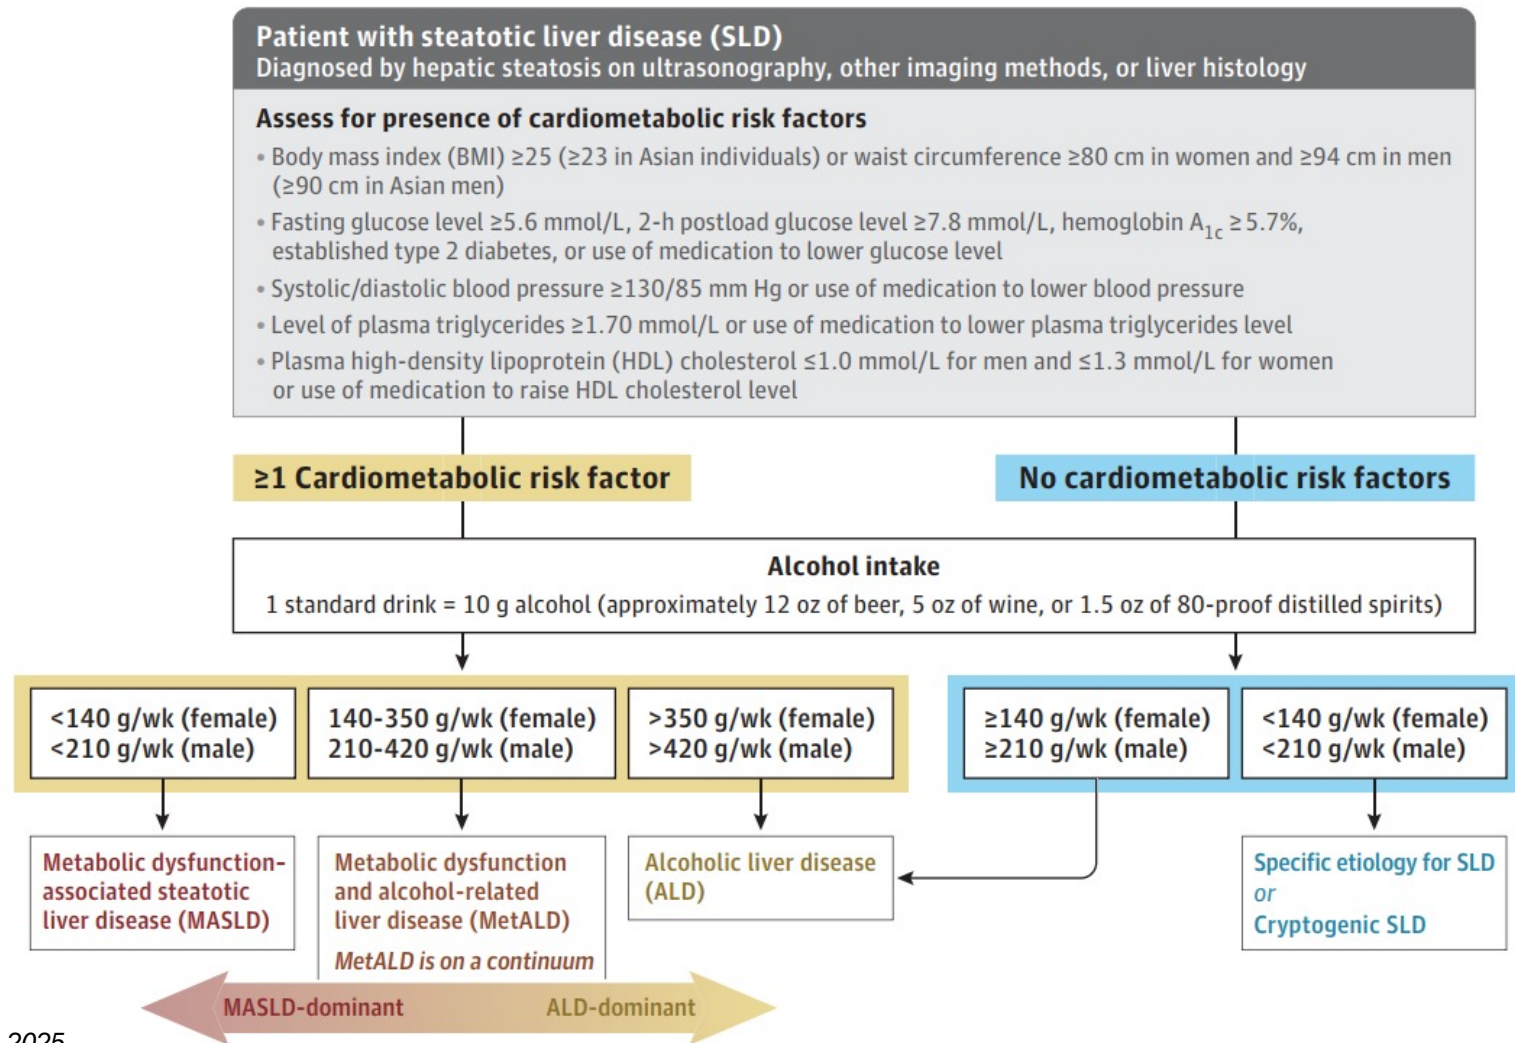 Patient with steatotic liver disease (SLD)
Diagnosed by hepatic steatosis on ultrasonography, other imaging methods, or liver histology
Assess for presence of cardiometabolic risk factors
• Body mass index (BMI) ≥25 (≥23 in Asian individuals) or waist circumference ≥80 cm in women and ≥94 cm in men
(≥90 cm in Asian men)
• Fasting glucose level ≥5.6 mmol/L, 2-h postload glucose level ≥7.8 mmol/L, hemoglobin A1c ≥5.7%,
established type 2 diabetes, or use of medication to lower glucose level
• Systolic/diastolic blood pressure ≥130/85 mm Hg or use of medication to lower blood pressure
• Level of plasma triglycerides ≥1.70 mmol/L or use of medication to lower plasma triglycerides level
• Plasma high-density lipoprotein (HDL) cholesterol ≤1.0 mmol/L for men and ≤1.3 mmol/L for women
or use of medication to raise HDL cholesterol level
≥1 Cardiometabolic risk factor
No cardiometabolic risk factors
Alcohol intake
1 standard drink = 10 g alcohol (approximately 12 oz of beer, 5 oz of wine, or 1.5 oz of 80-proof distilled spirits)
<140 g/wk (female)
<210 g/wk (male)
140-350 g/wk (female)
210-420 g/wk (male)
>350 g/wk (female)
>420 g/wk (male)
≥140 g/wk (female)
≥210 g/wk (male)
<140 g/wk (female)
<210 g/wk (male)
Metabolic dysfunction-
associated steatotic
liver disease (MASLD)
Metabolic dysfunction
and alcohol-related
liver disease (MetALD)
MetALD is on a continuum
Alcoholic liver disease
(ALD)
Specific etiology for SLD
or
Cryptogenic SLD
MASLD-dominant
ALD-dominant
2025